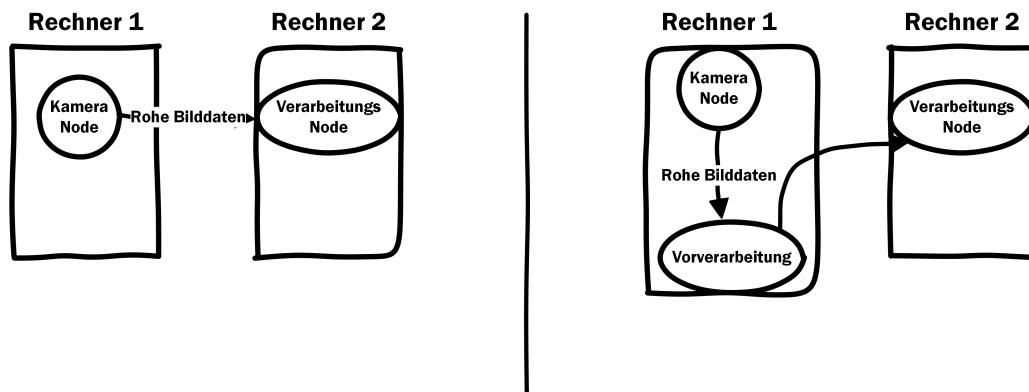 Rechner 1
Rechner 2
Kamera
Node
Rohe Bilddaten
Verarbeitungs
Node
Rechner 1
Rechner 2
Kamera
Node
Verarbeitungs
Node
Rohe Bilddaten
Vorverarbeitung